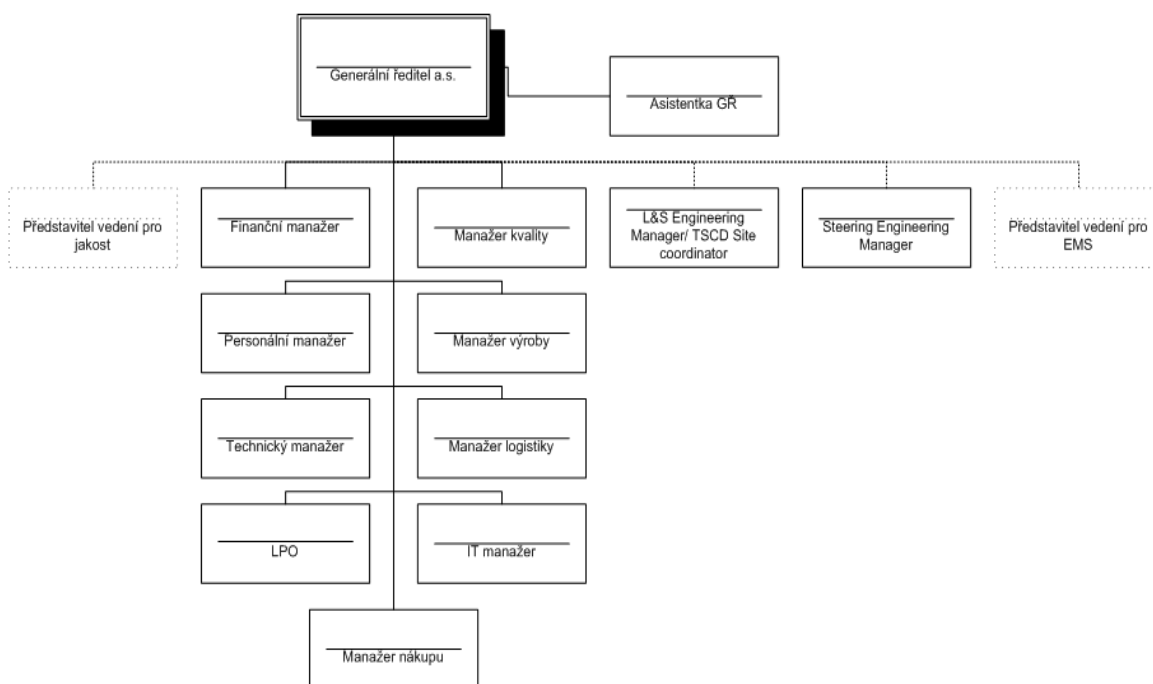 Generální ředitel a.s.
Asistentka GŘ
Představitel vedení pro
jakost
Finanční manažer
Manažer kvality
L&S Engineering
Manager/ TSCD Site
coordinator
Steering Engineering
Manager
Představitel vedení pro
EMS
Personální manažer
Manažer výroby
Technický manažer
Manažer logistiky
LPO
IT manažer
Manažer nákupu